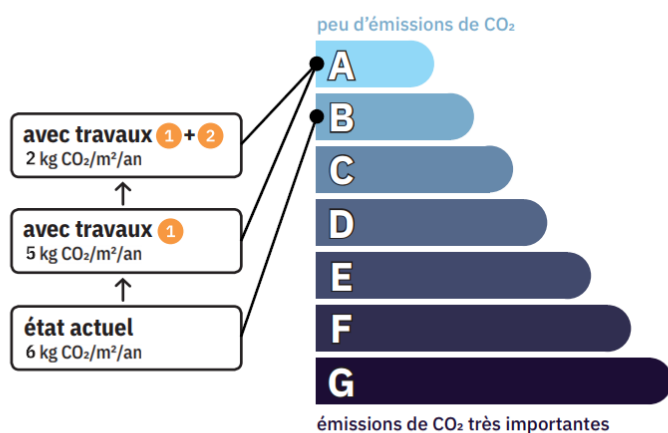 peu d'émissions de CO₂
A
B
C
D
E
F
G
émissions de CO₂ très importantes
avec travaux 1 + 2
2 kg CO₂/m²/an
avec travaux 1
5 kg CO₂/m²/an
état actuel
6 kg CO₂/m²/an